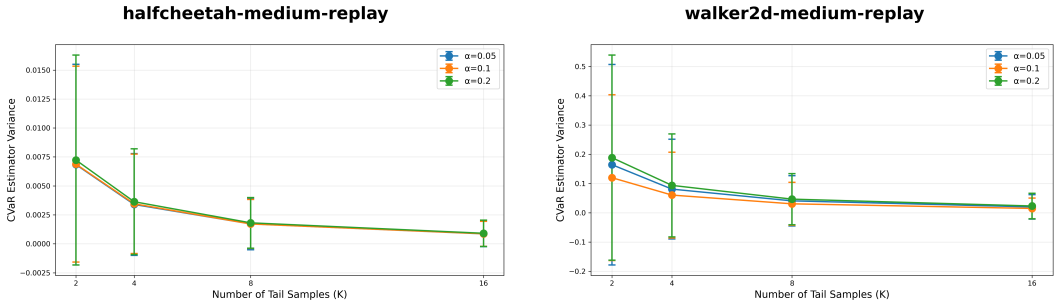 halfcheetah-medium-replay
α=0.05
α=0.1
α=0.2
0.0150
0.0125
0.0100
0.0075
0.0050
0.0025
0.0000
−0.0025
CVaR Estimator Variance
2
4
8
16
Number of Tail Samples (K)
walker2d-medium-replay
α=0.05
α=0.1
α=0.2
0.5
0.4
0.3
0.2
0.1
0.0
−0.1
−0.2
CVaR Estimator Variance
2
4
8
16
Number of Tail Samples (K)